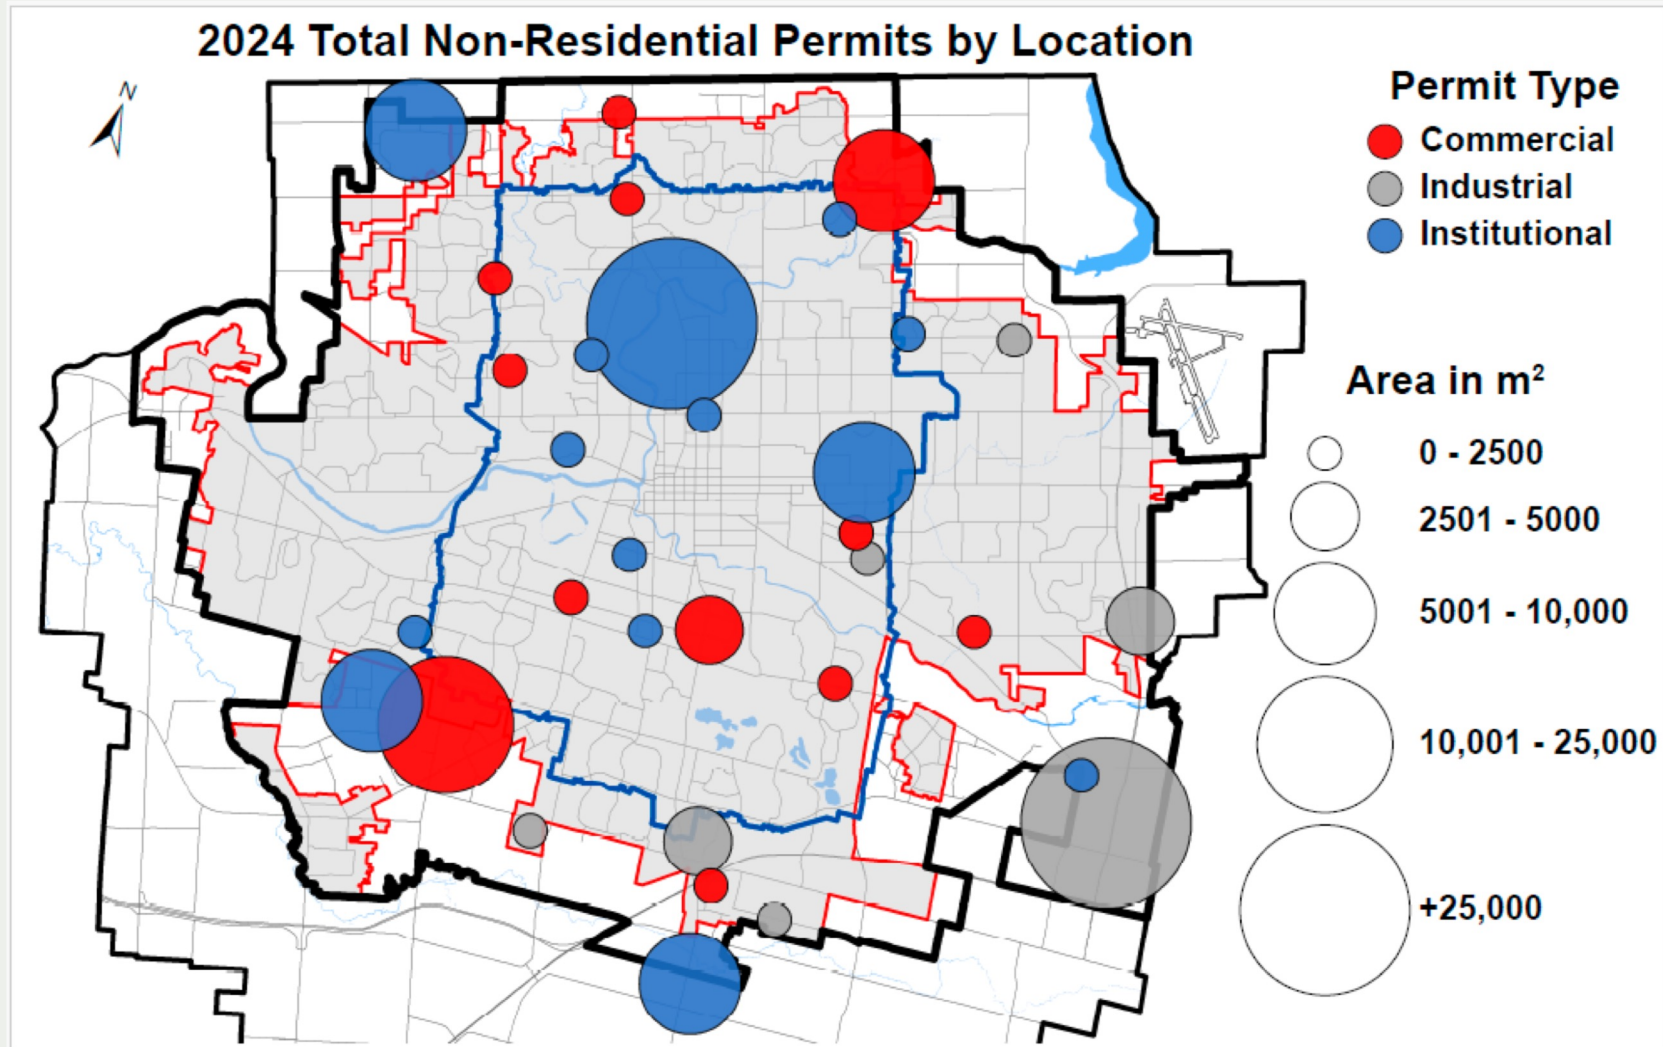 2024 Total Non-Residential Permits by Location
N
Permit Type
Commercial
Industrial
Institutional
Area in m²
0 - 2500
2501 - 5000
5001 - 10,000
10,001 - 25,000
+25,000